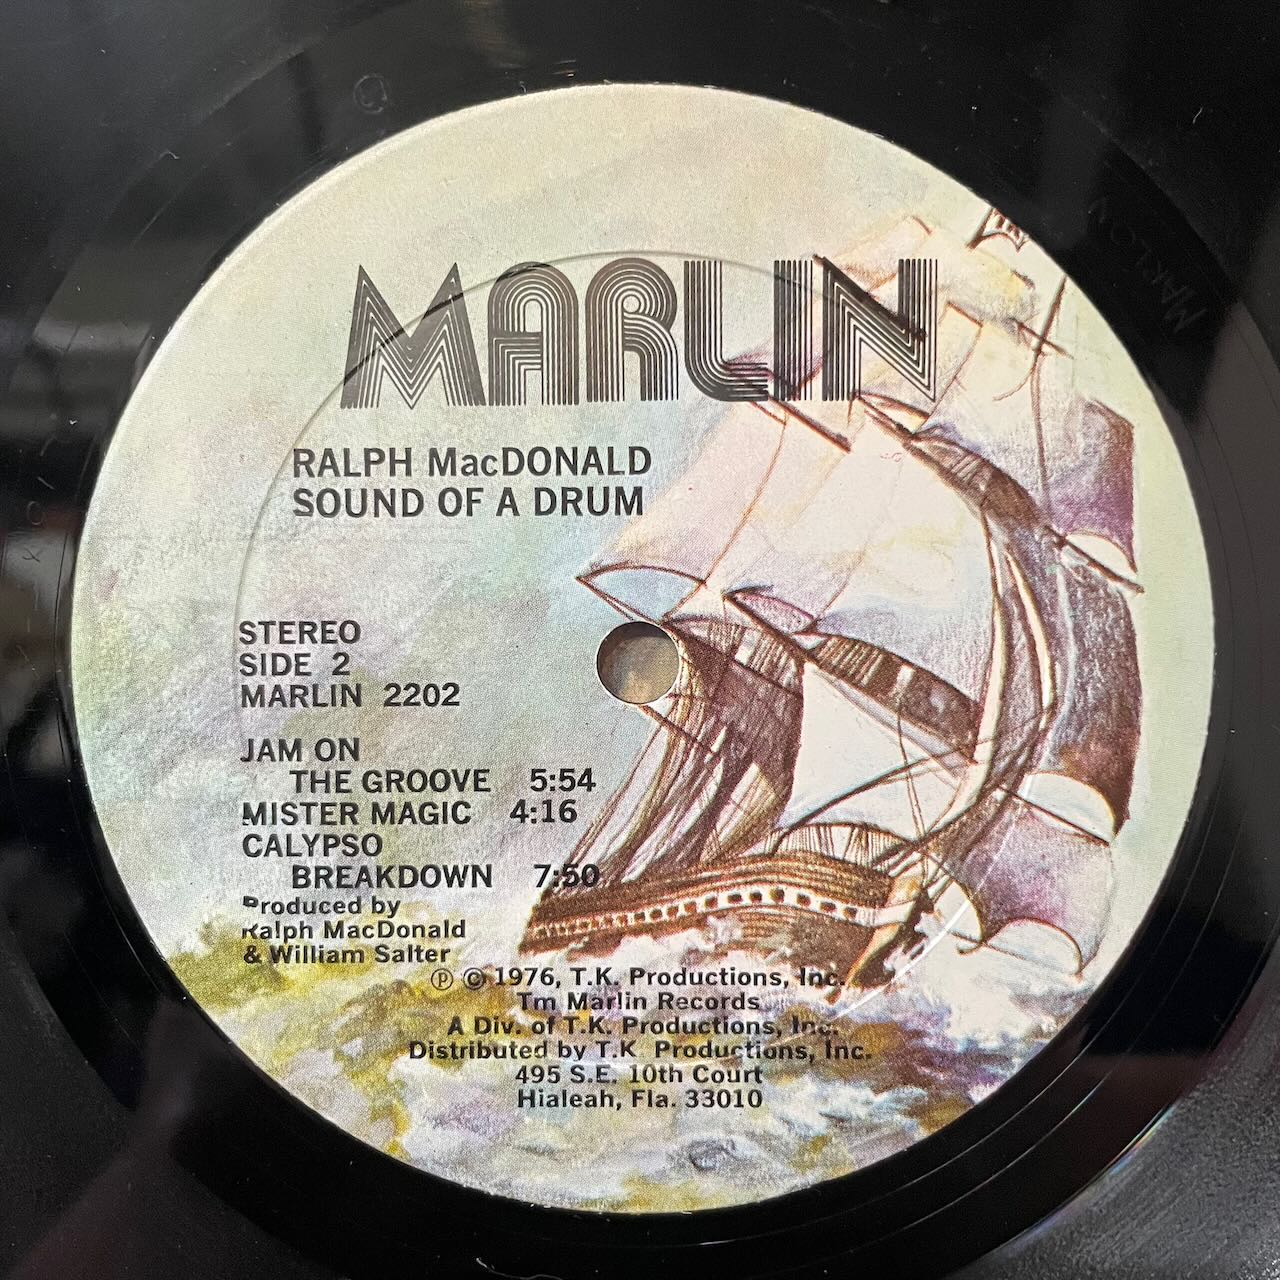 MARLIN
RALPH MacDONALD
SOUND OF A DRUM
STEREO
SIDE 2
MARLIN 2202
JAM ON
THE GROOVE 5:54
MISTER MAGIC 4:16
CALYPSO
BREAKDOWN 7:50
Produced by
Ralph MacDonald
& William Salter
℗ © 1976, T.K. Productions, Inc.
Tm Marlin Records
A Div. of T.K. Productions, Inc.
Distributed by T.K. Productions, Inc.
495 S.E. 10th Court
Hialeah, Fla. 33010